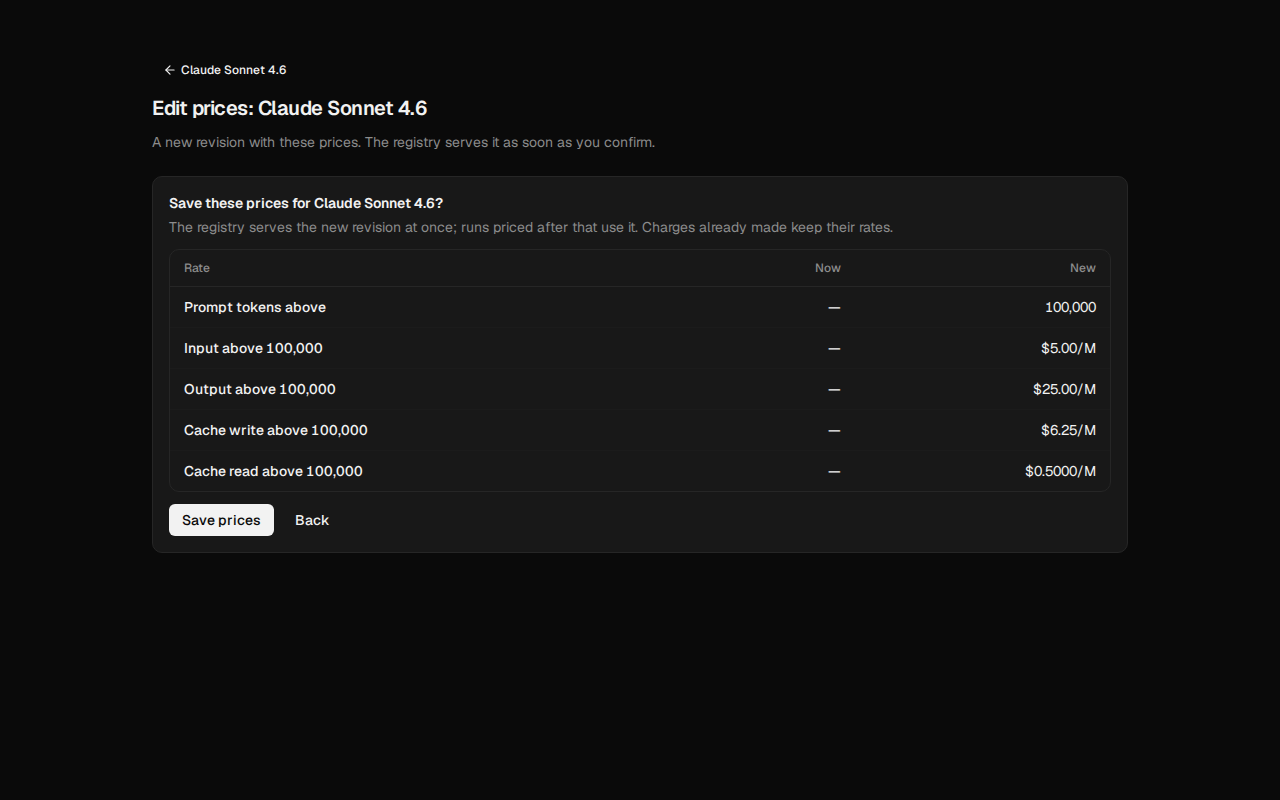 ← Claude Sonnet 4.6
Edit prices: Claude Sonnet 4.6
A new revision with these prices. The registry serves it as soon as you confirm.
Save these prices for Claude Sonnet 4.6?
The registry serves the new revision at once; runs priced after that use it. Charges already made keep their rates.
Rate Now New
Prompt tokens above — 100,000
Input above 100,000 — $5.00/M
Output above 100,000 — $25.00/M
Cache write above 100,000 — $6.25/M
Cache read above 100,000 — $0.5000/M
Save prices Back